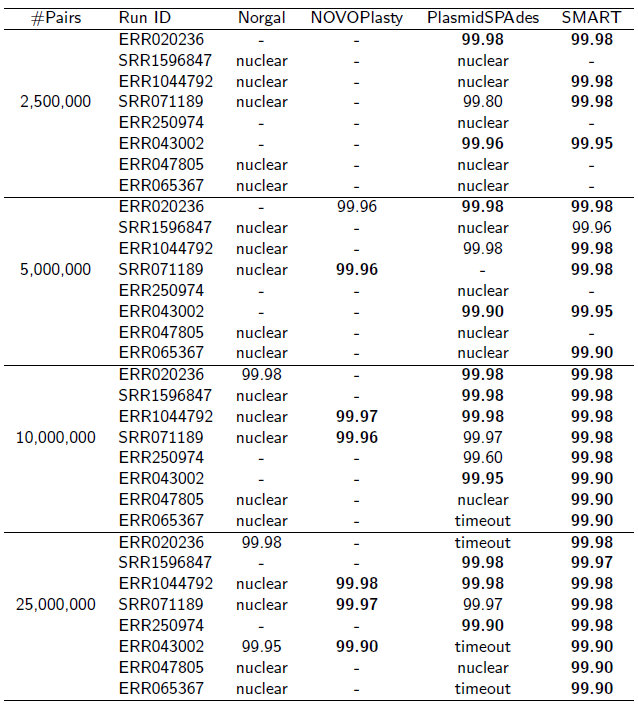 #Pairs Run ID Norgal NOVOPlasty PlasmidSPAdes SMART
ERR020236 - - 99.98 99.98
SRR1596847 nuclear - nuclear -
ERR1044792 nuclear - nuclear 99.98
2,500,000 SRR071189 nuclear - 99.80 99.98
ERR250974 - - nuclear -
ERR043002 - - 99.96 99.95
ERR047805 nuclear - nuclear -
ERR065367 nuclear - nuclear -
ERR020236 - 99.96 99.98 99.98
SRR1596847 nuclear - nuclear 99.96
ERR1044792 nuclear - 99.98 99.98
5,000,000 SRR071189 nuclear 99.96 - 99.98
ERR250974 - - nuclear -
ERR043002 - - 99.90 99.95
ERR047805 nuclear - nuclear -
ERR065367 nuclear - nuclear 99.90
ERR020236 99.98 - 99.98 99.98
SRR1596847 nuclear - 99.98 99.98
ERR1044792 nuclear 99.97 99.98 99.98
10,000,000 SRR071189 nuclear 99.96 99.97 99.98
ERR250974 - - 99.60 99.98
ERR043002 - - 99.95 99.90
ERR047805 nuclear - nuclear 99.90
ERR065367 nuclear - timeout 99.90
ERR020236 99.98 - timeout 99.98
SRR1596847 - - 99.98 99.97
ERR1044792 nuclear 99.98 99.98 99.98
25,000,000 SRR071189 nuclear 99.97 99.97 99.98
ERR250974 - - 99.90 99.98
ERR043002 99.95 99.90 timeout 99.90
ERR047805 nuclear - nuclear 99.90
ERR065367 nuclear - timeout 99.90